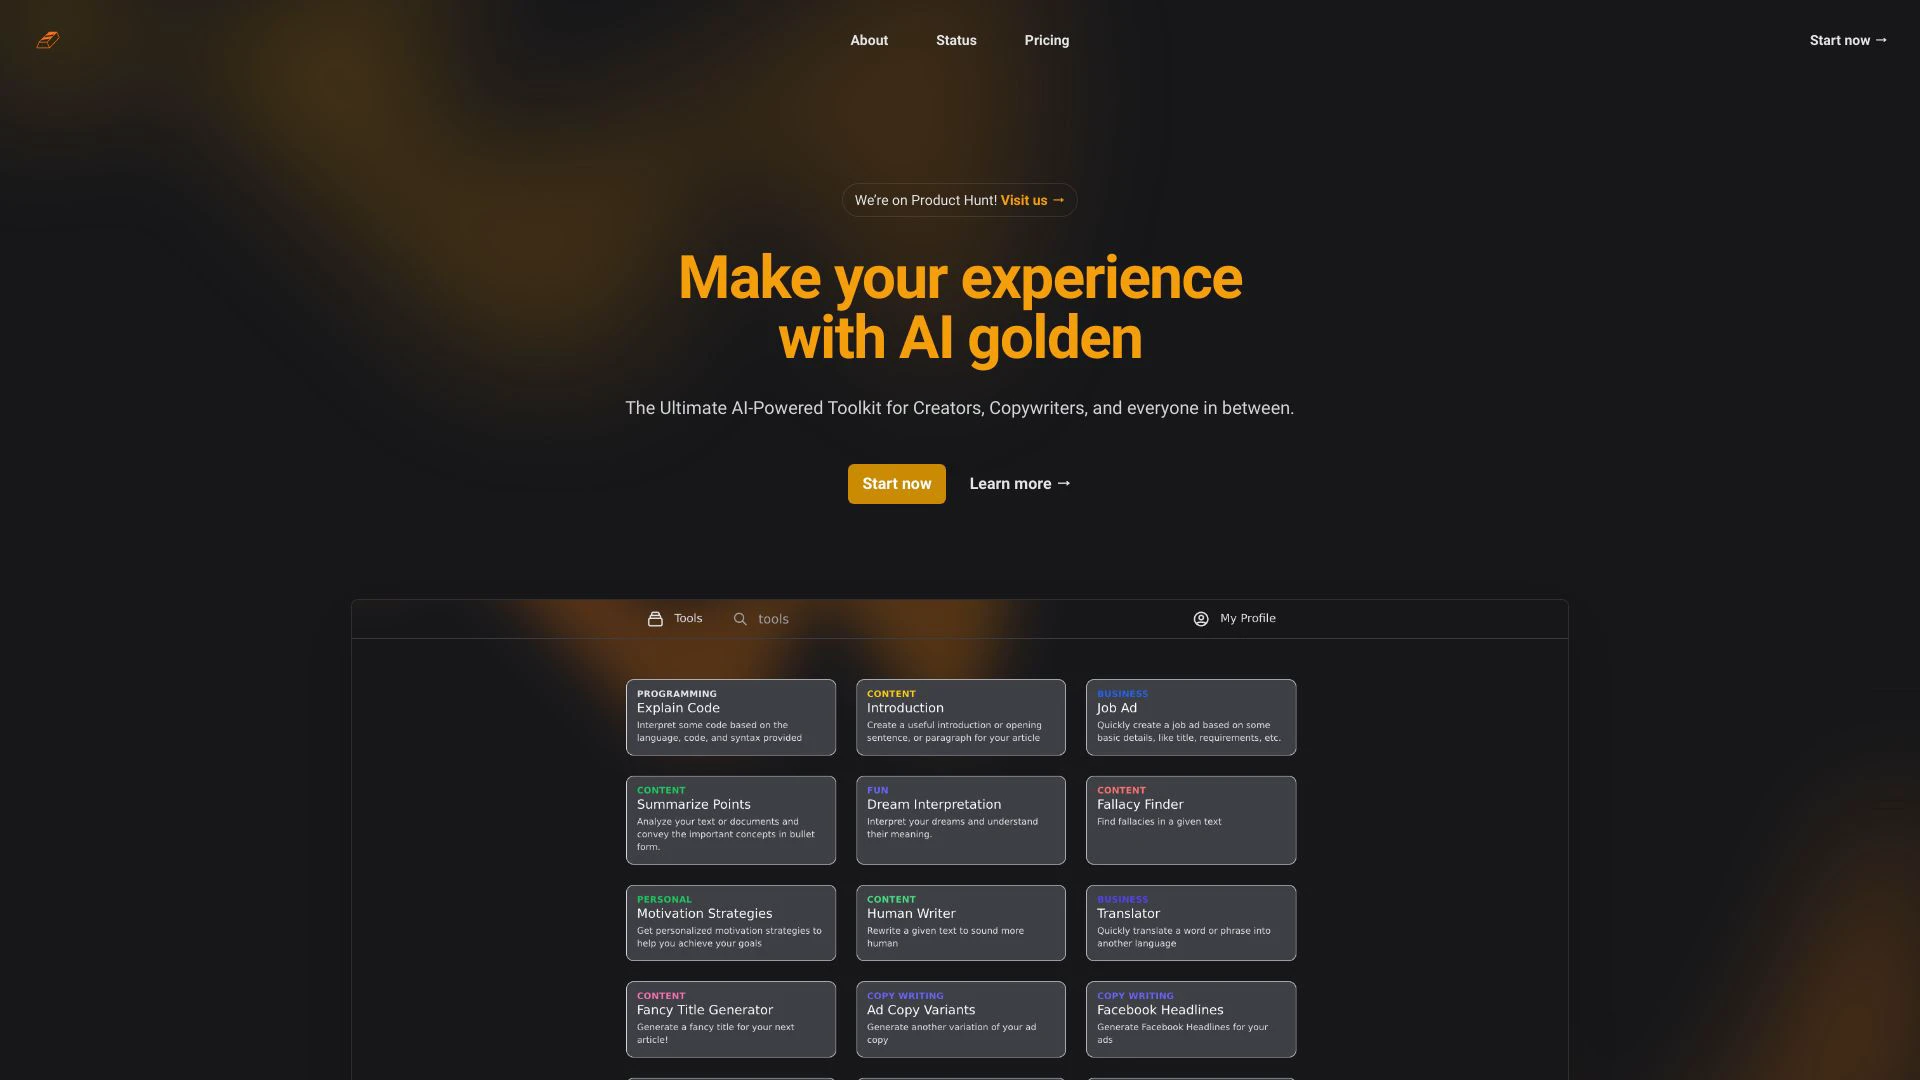 About
Status
Pricing
Start now →
We're on Product Hunt! Visit us →
Make your experience
with AI golden
The Ultimate AI-Powered Toolkit for Creators, Copywriters, and everyone in between.
Start now
Learn more →
Tools
tools
My Profile
PROGRAMMING
Explain Code
Interpret some code based on the
language, code, and syntax provided
CONTENT
Introduction
Create a useful introduction or opening
sentence, or paragraph for your article
BUSINESS
Job Ad
Quickly create a job ad based on some
basic details, like title, requirements, etc.
CONTENT
Summarize Points
Analyze your text or documents and
convey the important concepts in bullet
form.
FUN
Dream Interpretation
Interpret your dreams and understand
their meaning.
CONTENT
Fallacy Finder
Find fallacies in a given text
PERSONAL
Motivation Strategies
Get personalized motivation strategies to
help you achieve your goals
CONTENT
Human Writer
Rewrite a given text to sound more
human
BUSINESS
Translator
Quickly translate a word or phrase into
another language
CONTENT
Fancy Title Generator
Generate a fancy title for your next
article!
COPY WRITING
Ad Copy Variants
Generate another variation of your ad
copy
COPY WRITING
Facebook Headlines
Generate Facebook Headlines for your
ads